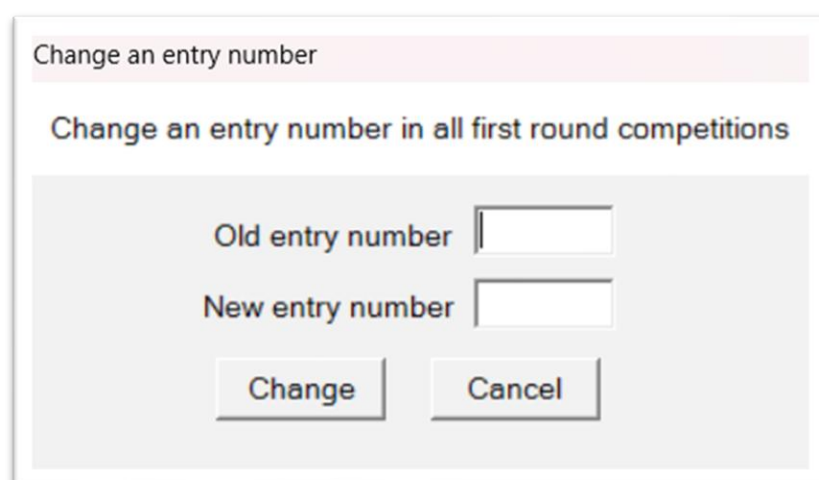 Change an entry number
Change an entry number in all first round competitions
Old entry number
New entry number
Change Cancel